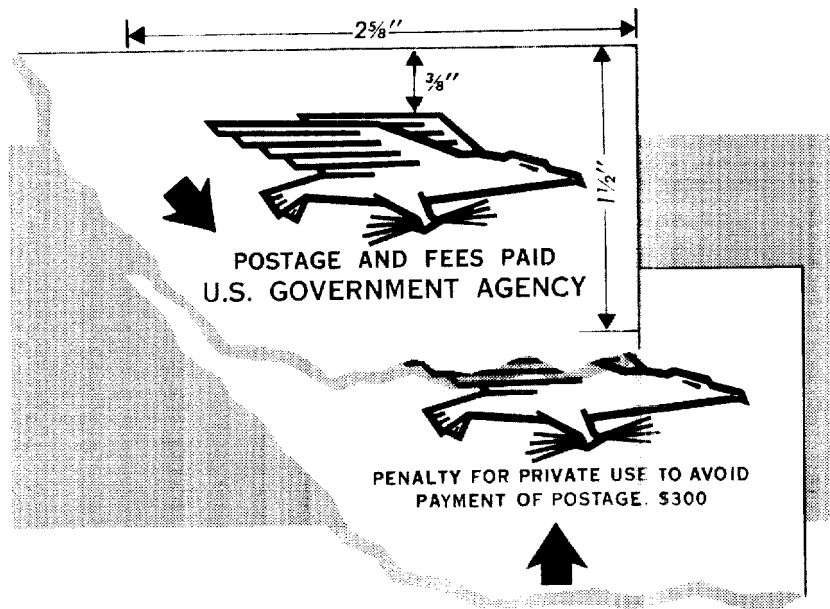 2⅝"
⅜"
1½"
POSTAGE AND FEES PAID
U.S. GOVERNMENT AGENCY
PENALTY FOR PRIVATE USE TO AVOID
PAYMENT OF POSTAGE. $300